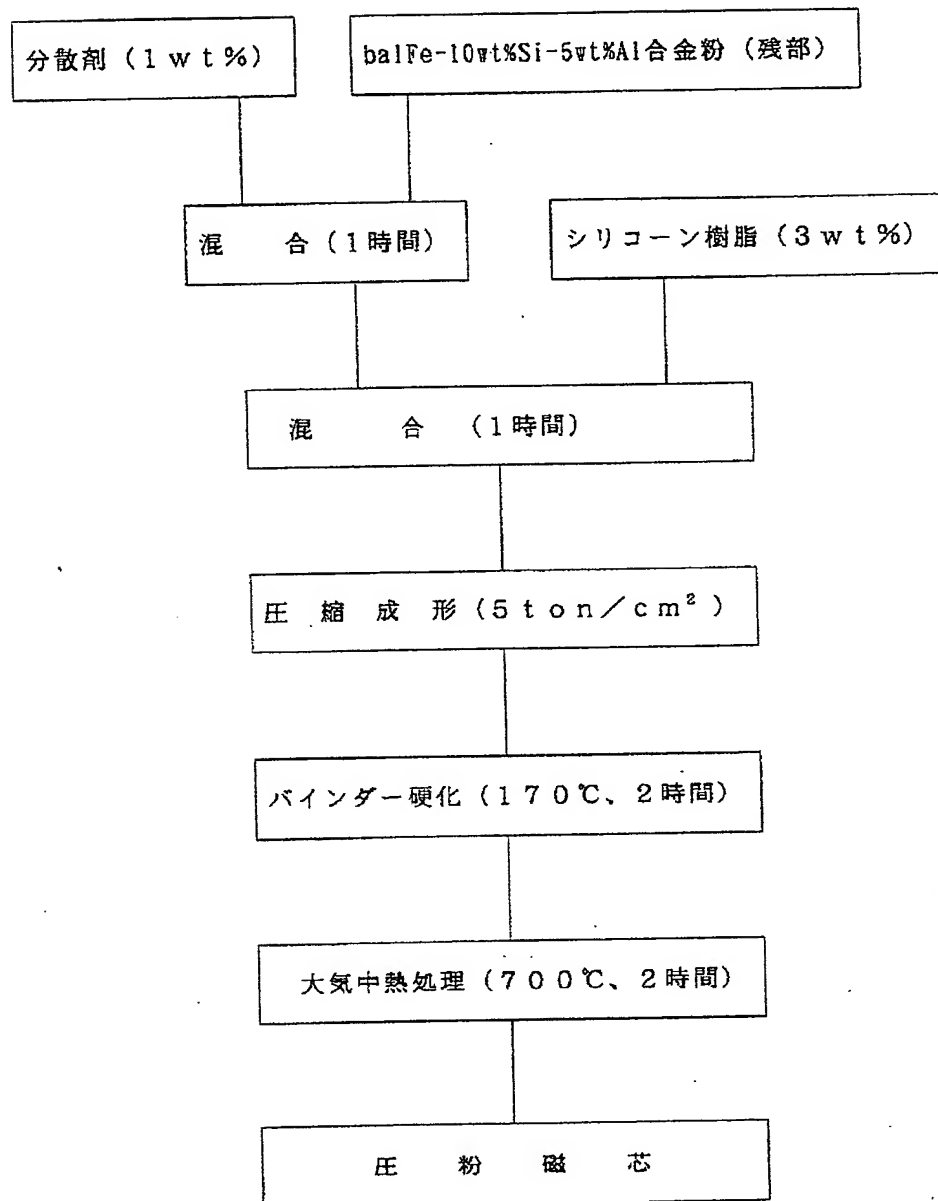 分散剤(1wt%)
balFe-10wt%Si-5wt%Al合金粉(残部)
混 合(1時間)
シリコーン樹脂(3wt%)
混 合 (1時間)
圧縮成形(5ton/cm²)
バインダー硬化(170℃、2時間)
大気中熱処理(700℃、2時間)
圧粉磁芯